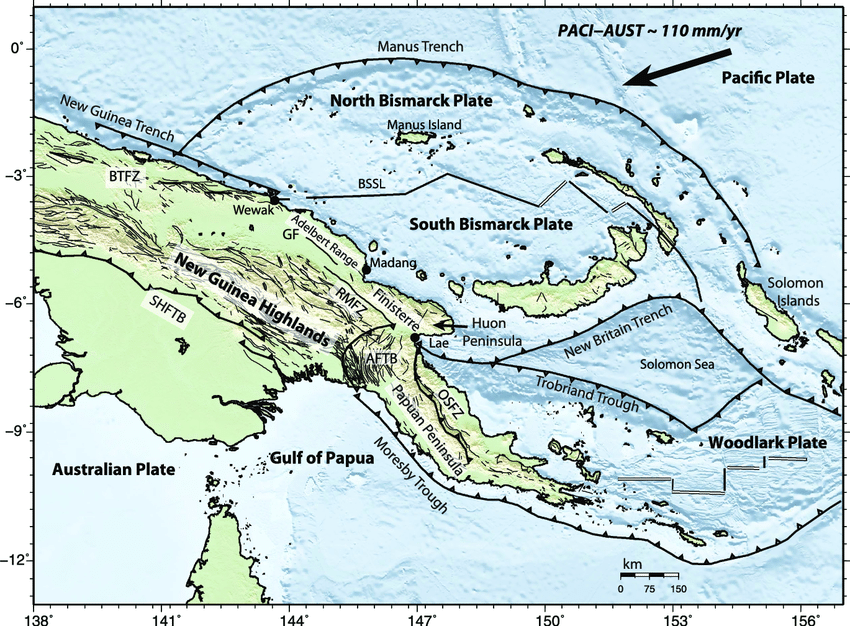 PACI–AUST ~ 110 mm/yr
0°
Manus Trench
Pacific Plate
New Guinea Trench
North Bismarck Plate
Manus Island
BTFZ
−3°
BSSL
Wewak
GF
Adelbert Range
South Bismarck Plate
Madang
New Guinea Highlands
RMFZ
Finisterre
Solomon
Islands
−6°
SHFTB
Huon
Peninsula
Lae
New Britain Trench
AFTB
Solomon Sea
Trobriand Trough
OSFZ
Papuan Peninsula
−9°
Moresby Trough
Woodlark Plate
Australian Plate
Gulf of Papua
−12°
km
0 75 150
138° 141° 144° 147° 150° 153° 156°